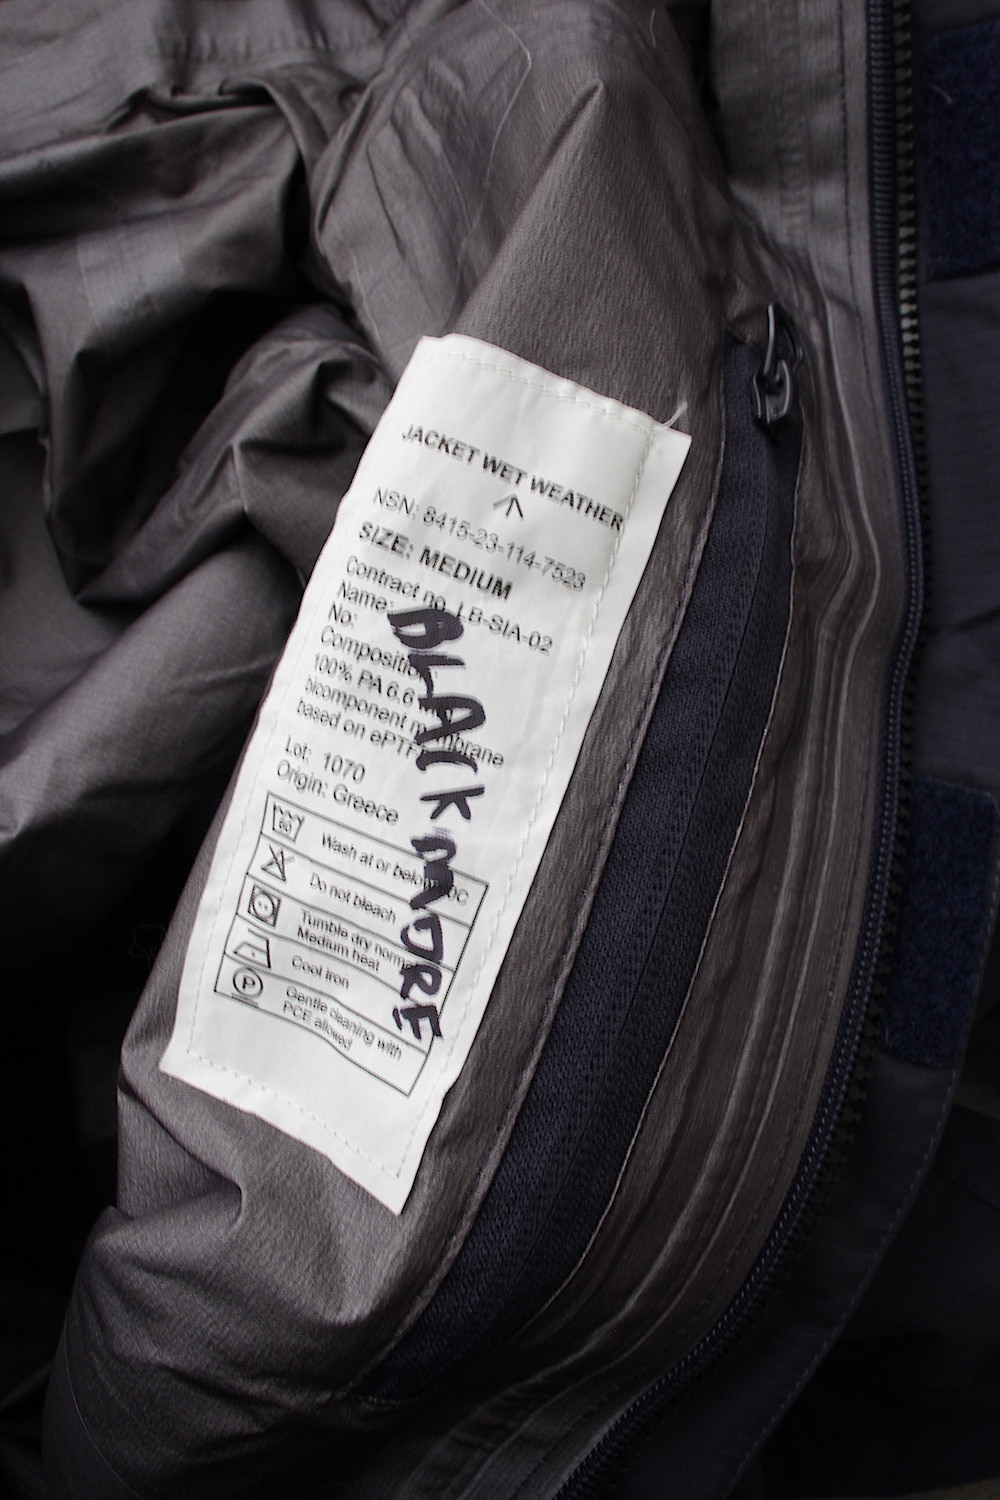 JACKET WET WEATHER
NSN: 8415-23-114-7523
SIZE: MEDIUM
Contract no. LB-SIA-02
Name: BLACKMORE
No:
Composition
100% PA 6.6
bicomponent membrane
based on ePTF
Lot: 1070
Origin: Greece
60 Wash at or below
Do not bleach
Tumble dry normal
Medium heat
Cool iron
P Gentle cleaning with
PCE allowed